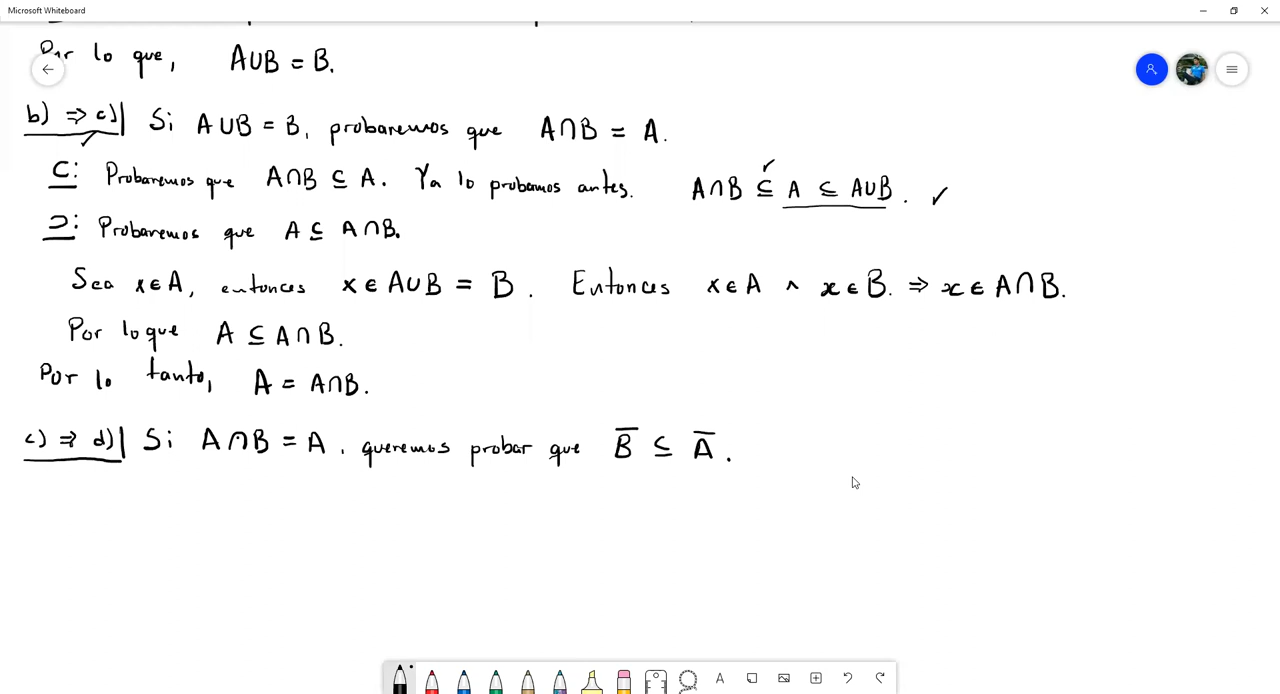 Microsoft Whiteboard
Por lo que, A∪B = B.
b) ⇒ c)| Si A∪B = B, probaremos que A∩B = A.
⊂: Probaremos que A∩B ⊆ A. Ya lo probamos antes. A∩B ⊆ A ⊆ A∪B. ✓
⊃: Probaremos que A ⊆ A∩B.
Sea x∈A, entonces x∈A∪B = B. Entonces x∈A ∧ x∈B. ⇒ x∈A∩B.
Por lo que A ⊆ A∩B.
Por lo tanto, A = A∩B.
c) ⇒ d)| Si A∩B = A, queremos probar que B̅ ⊆ A̅.